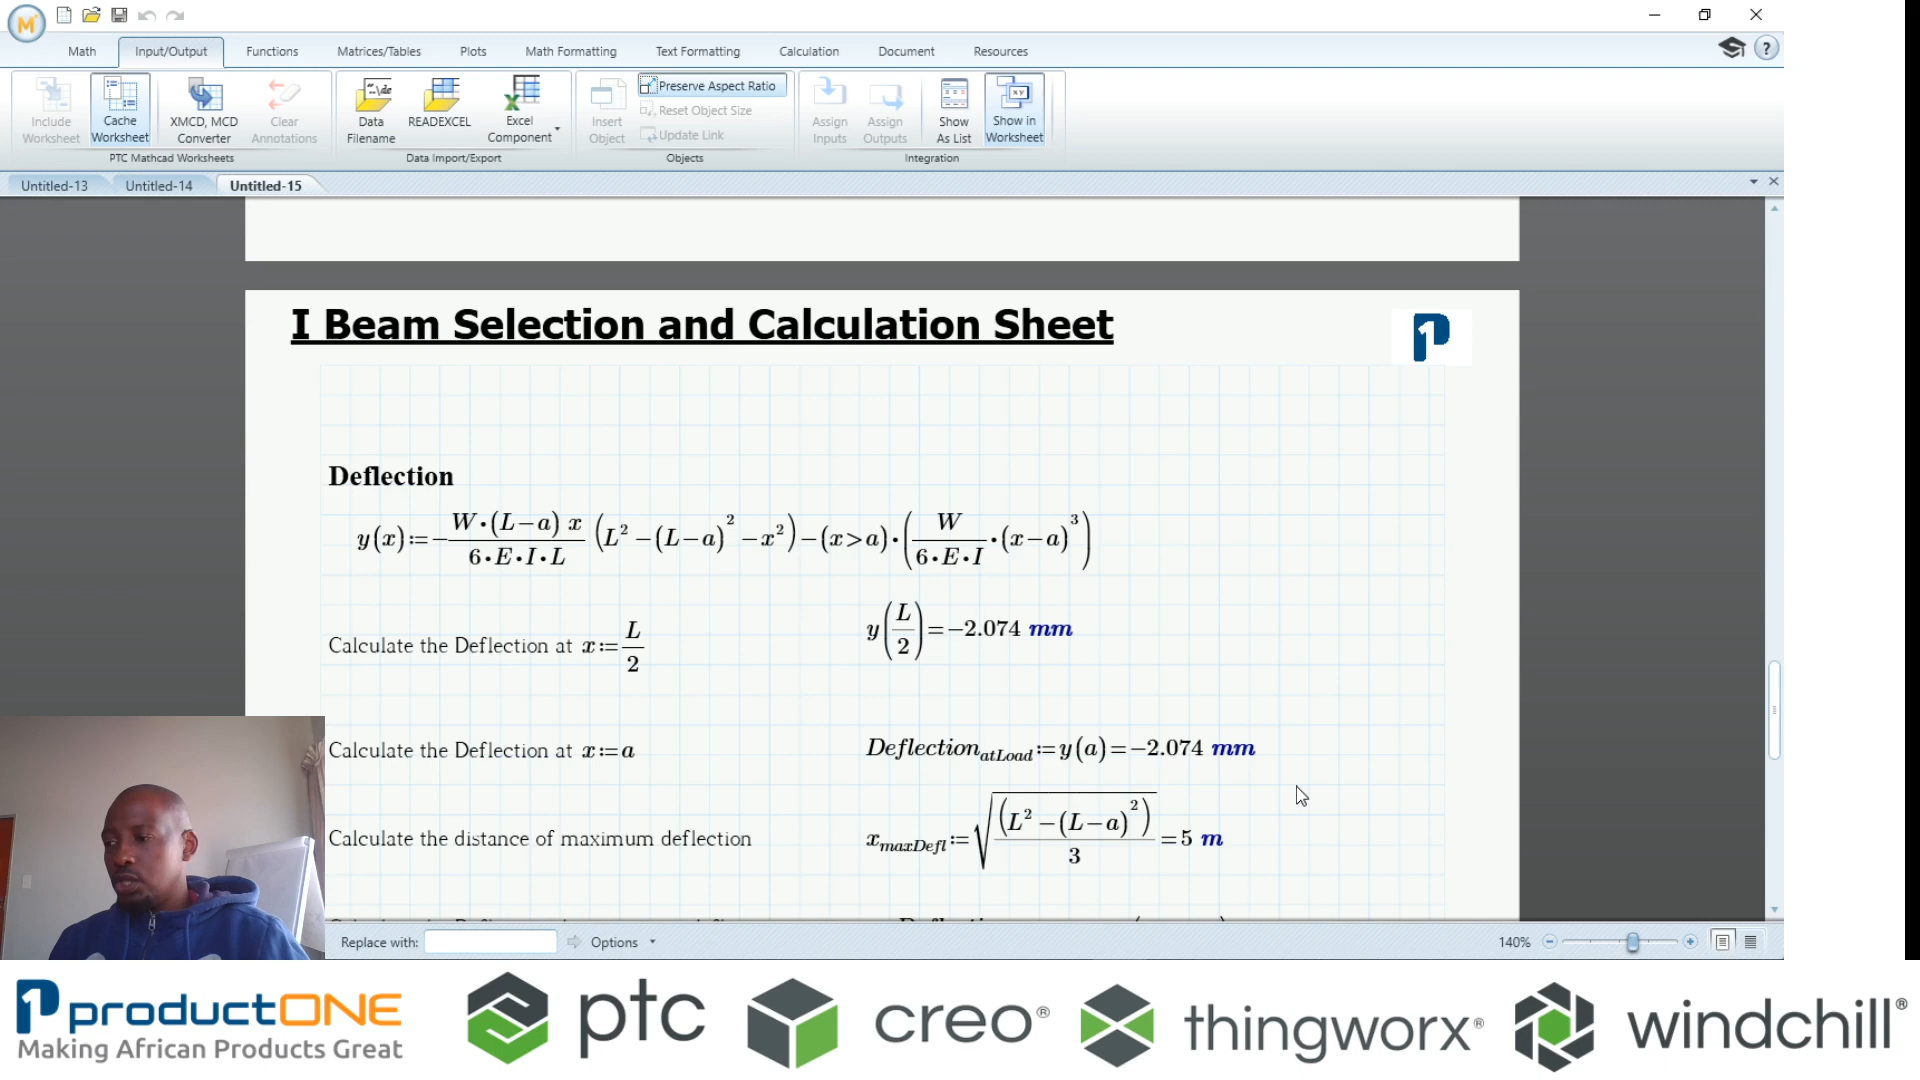 M
Math Input/Output Functions Matrices/Tables Plots Math Formatting Text Formatting Calculation Document Resources
?
Include Worksheet
Cache Worksheet
XMCD, MCD Converter
Clear Annotations
PTC Mathcad Worksheets
Data Filename
READEXCEL
Excel Component
Data Import/Export
Insert Object
Preserve Aspect Ratio
Reset Object Size
Update Link
Objects
Assign Inputs
Assign Outputs
Show As List
Show in Worksheet
Integration
Untitled-13 Untitled-14 Untitled-15
I Beam Selection and Calculation Sheet
Deflection
y(x):=-W·(L-a) x/6·E·I·L (L²-(L-a)²-x²)-(x>a)·(W/6·E·I·(x-a)³)
Calculate the Deflection at x:=L/2 y(L/2)=-2.074 mm
Calculate the Deflection at x:=a Deflection_atLoad:=y(a)=-2.074 mm
Calculate the distance of maximum deflection x_maxDefl:=√((L²-(L-a)²)/3)=5 m
Replace with: Options 140%
1 productONE
Making African Products Great
ptc creo® thingworx® windchill®